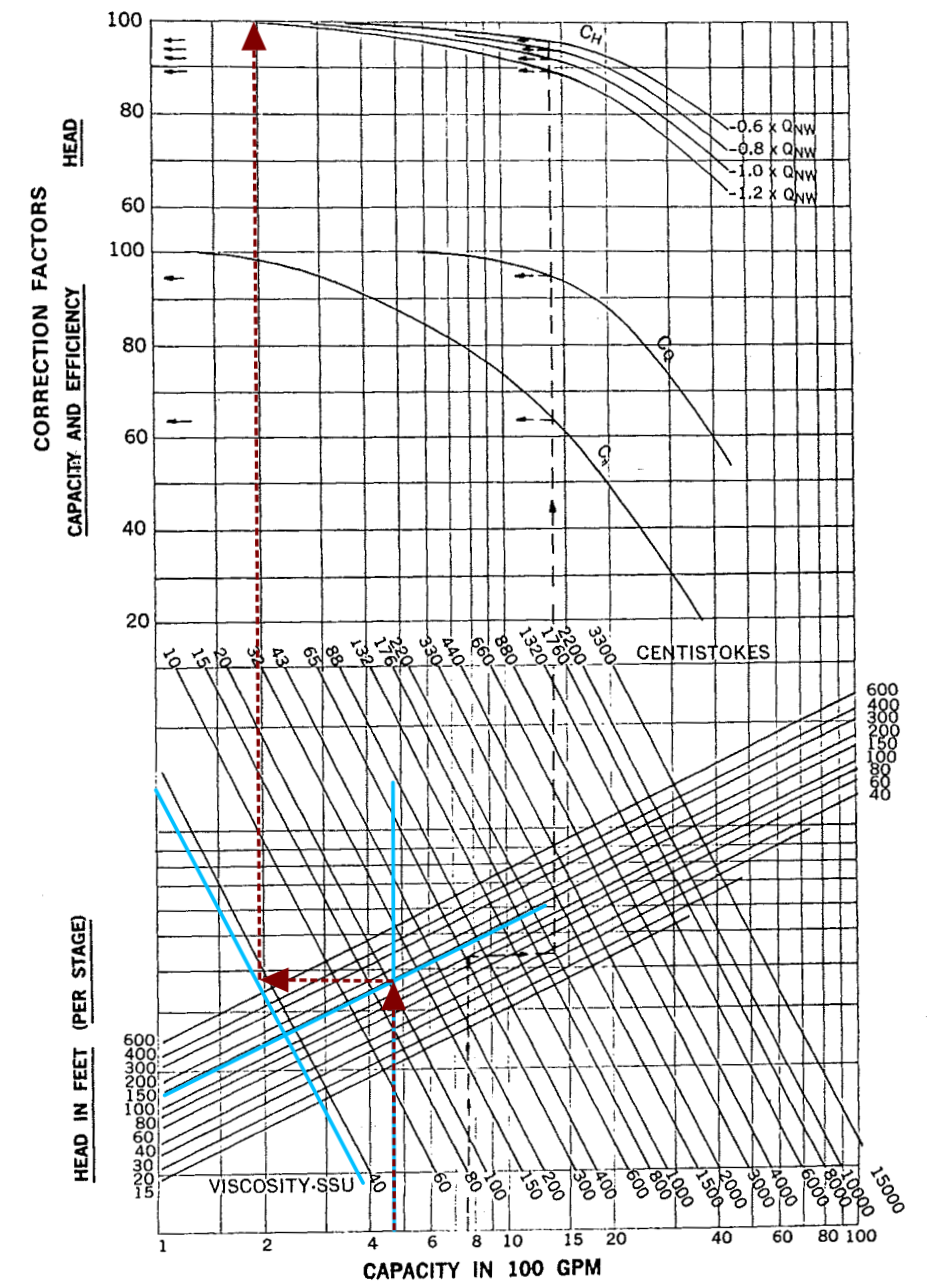 CORRECTION FACTORS
HEAD
CAPACITY AND EFFICIENCY
100
80
60
100
80
60
40
20
CH
-0.6 x QNW
-0.8 x QNW
-1.0 x QNW
-1.2 x QNW
CQ
10 15 20 32 43 65 88 132 176 220 330 440 660 880 1320 1760 2200 3300
CENTISTOKES
600
400
300
200
150
100
80
60
40
HEAD IN FEET (PER STAGE)
600
400
300
200
150
100
80
60
40
30
20
15
VISCOSITY-SSU
40 60 80 100 150 200 300 400 600 800 1000 1500 2000 3000 4000 6000 8000 10000 15000
1 2 4 6 8 10 15 20 40 60 80 100
CAPACITY IN 100 GPM